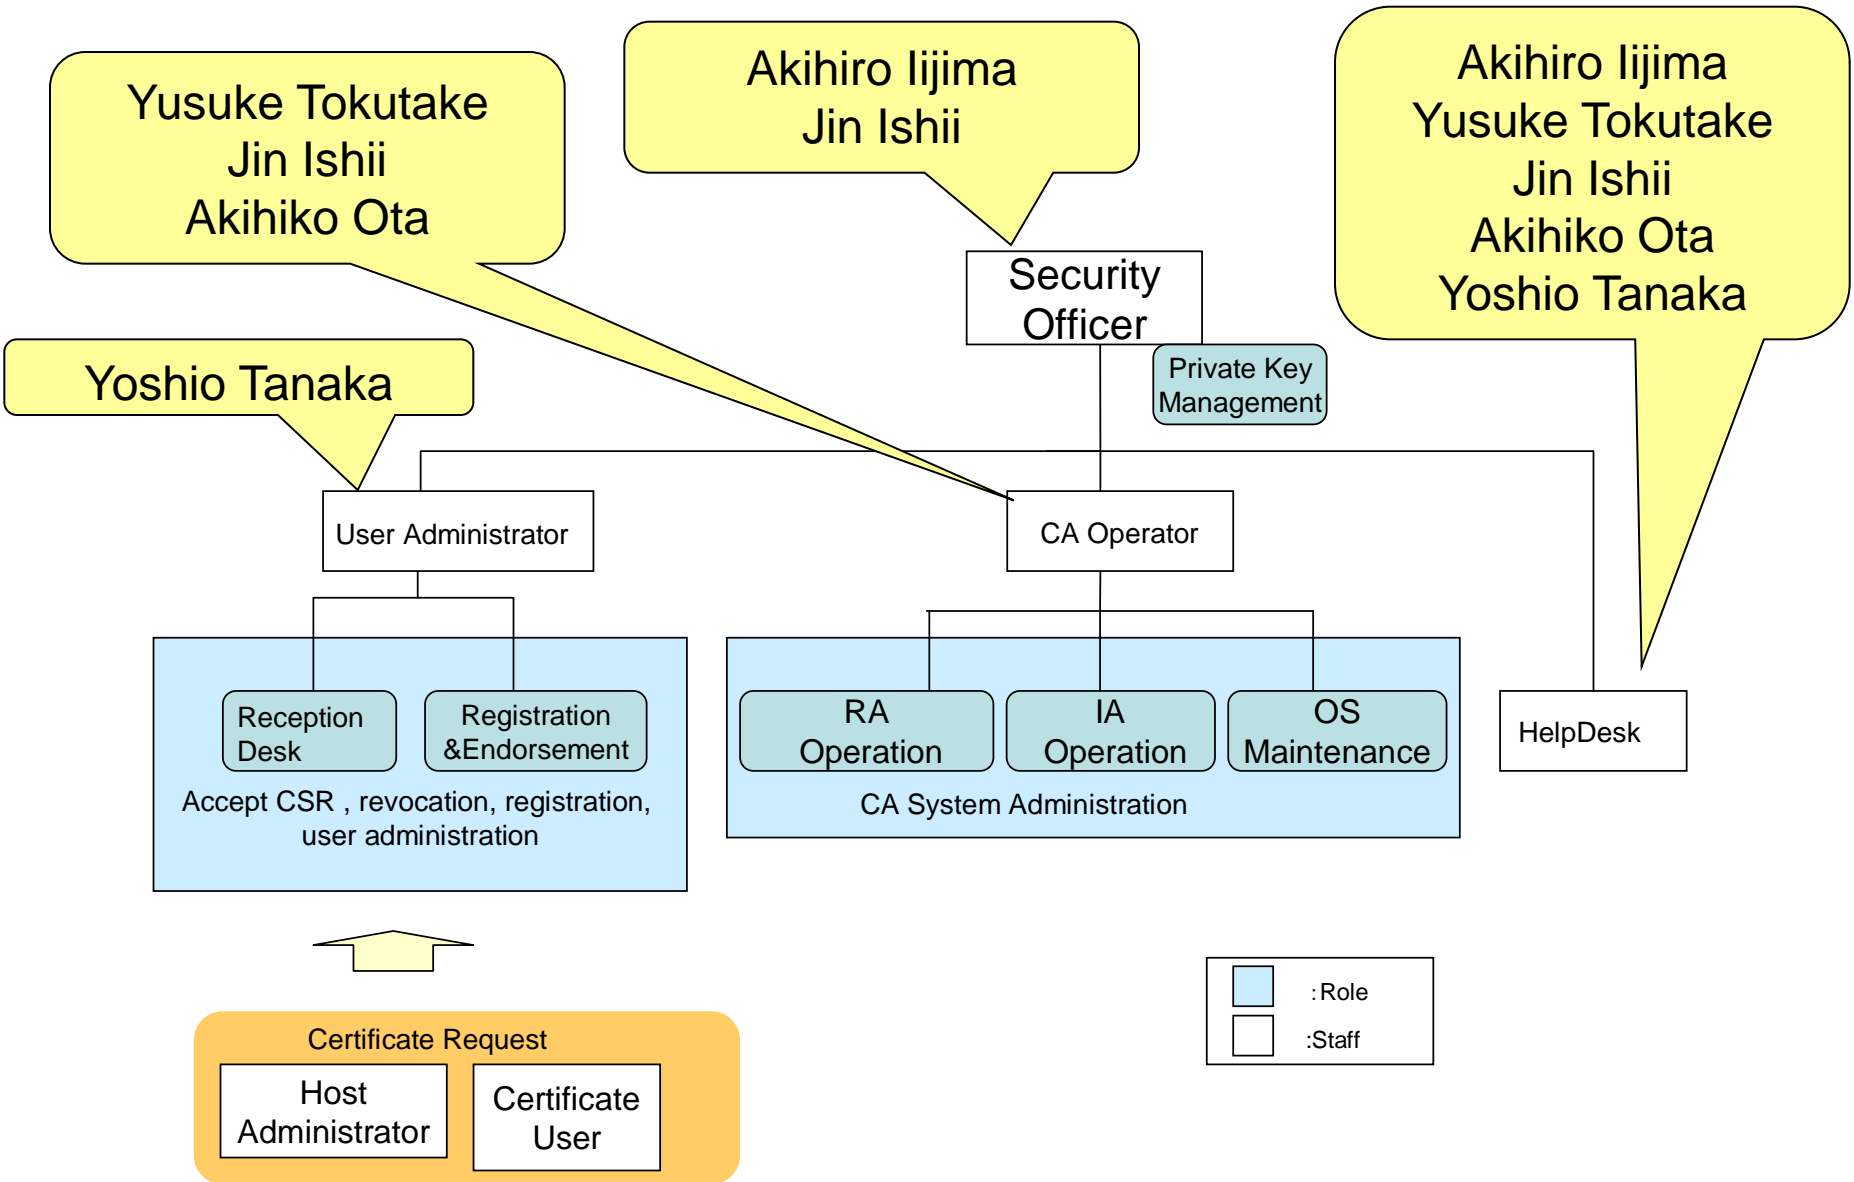 Yusuke Tokutake
Jin Ishii
Akihiko Ota
Akihiro Iijima
Jin Ishii
Akihiro Iijima
Yusuke Tokutake
Jin Ishii
Akihiko Ota
Yoshio Tanaka
Yoshio Tanaka
Security
Officer
Private Key
Management
User Administrator
CA Operator
HelpDesk
Reception
Desk
Registration
&Endorsement
Accept CSR , revocation, registration,
user administration
RA
Operation
IA
Operation
OS
Maintenance
CA System Administration
Certificate Request
Host
Administrator
Certificate
User
:Role
:Staff